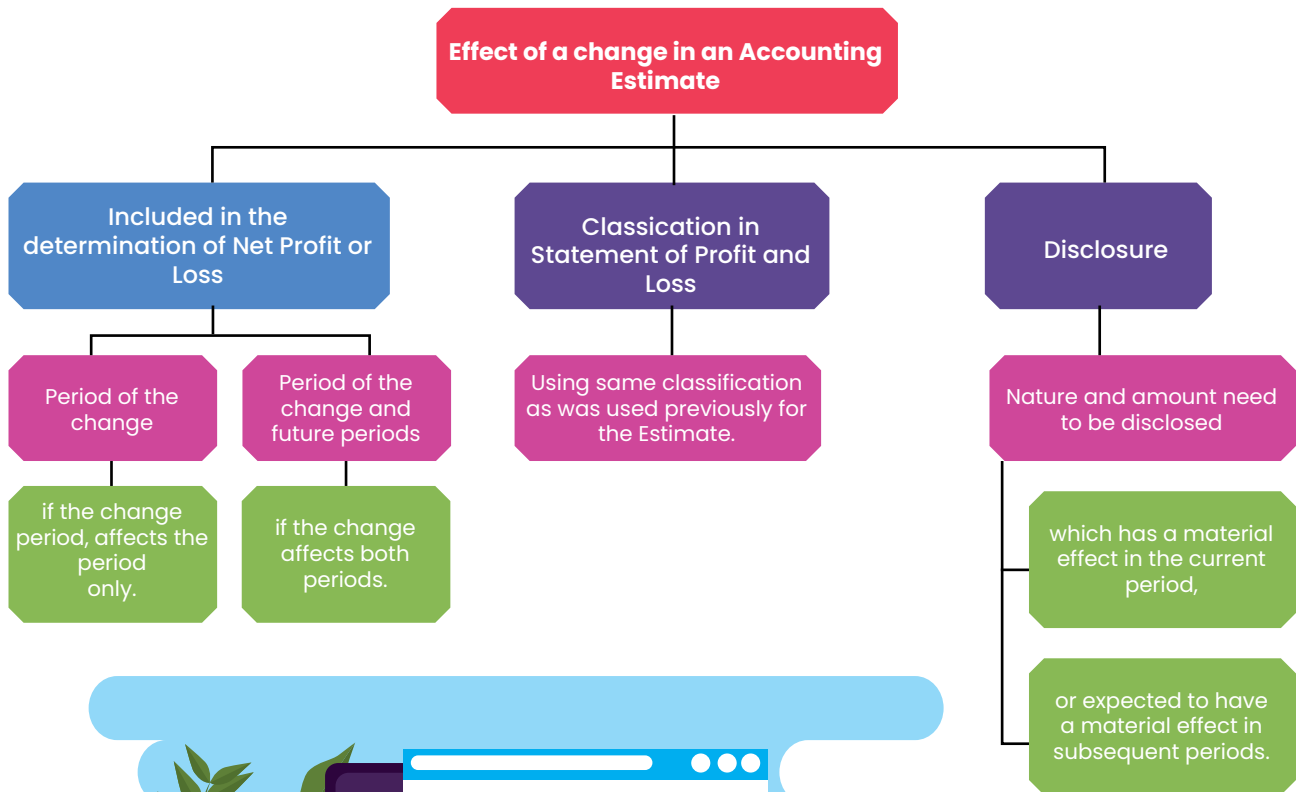 Effect of a change in an Accounting
Estimate
Included in the
determination of Net Profit or
Loss
Classication in
Statement of Profit and
Loss
Disclosure
Period of the
change
Period of the
change and
future periods
Using same classification
as was used previously for
the Estimate.
Nature and amount need
to be disclosed
if the change
period, affects the
period
only.
if the change
affects both
periods.
which has a material
effect in the current
period,
or expected to have
a material effect in
subsequent periods.